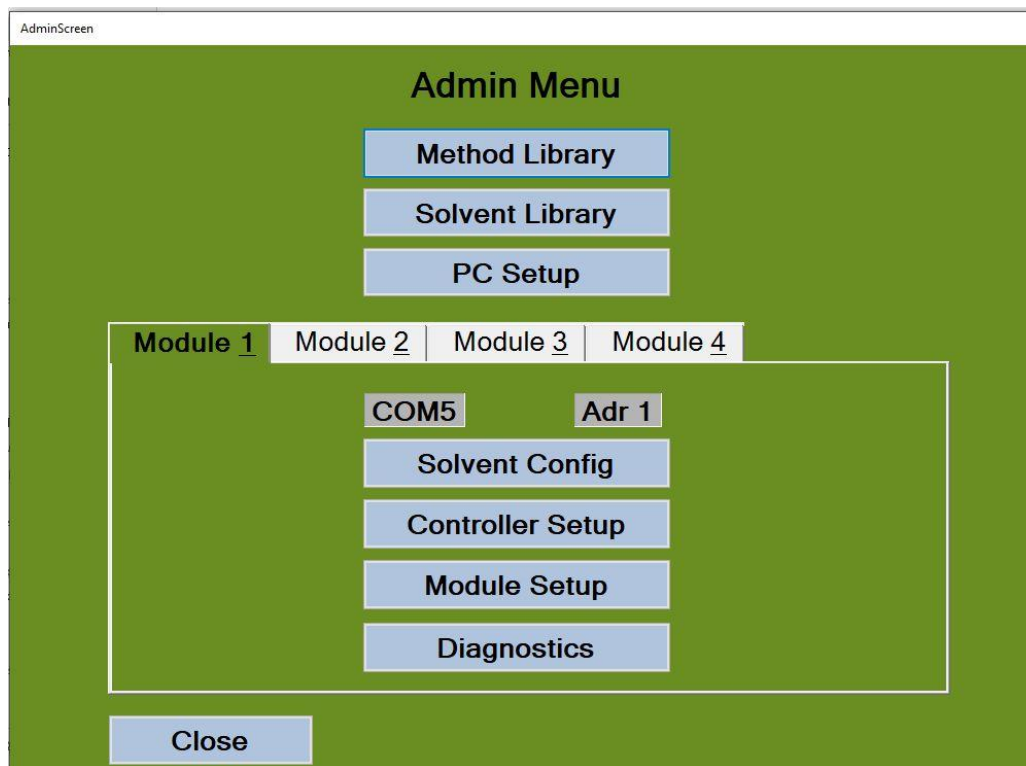 AdminScreen
Admin Menu
Method Library
Solvent Library
PC Setup
Module 1 Module 2 Module 3 Module 4
COM5 Adr 1
Solvent Config
Controller Setup
Module Setup
Diagnostics
Close